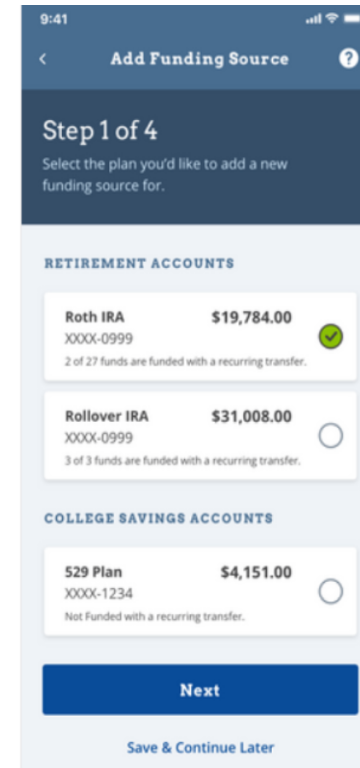 9:41
Add Funding Source ?
Step 1 of 4
Select the plan you'd like to add a new
funding source for.
RETIREMENT ACCOUNTS
Roth IRA $19,784.00
XXXX-0999
2 of 27 funds are funded with a recurring transfer.
Rollover IRA $31,008.00
XXXX-0999
3 of 3 funds are funded with a recurring transfer.
COLLEGE SAVINGS ACCOUNTS
529 Plan $4,151.00
XXXX-1234
Not Funded with a recurring transfer.
Next
Save & Continue Later